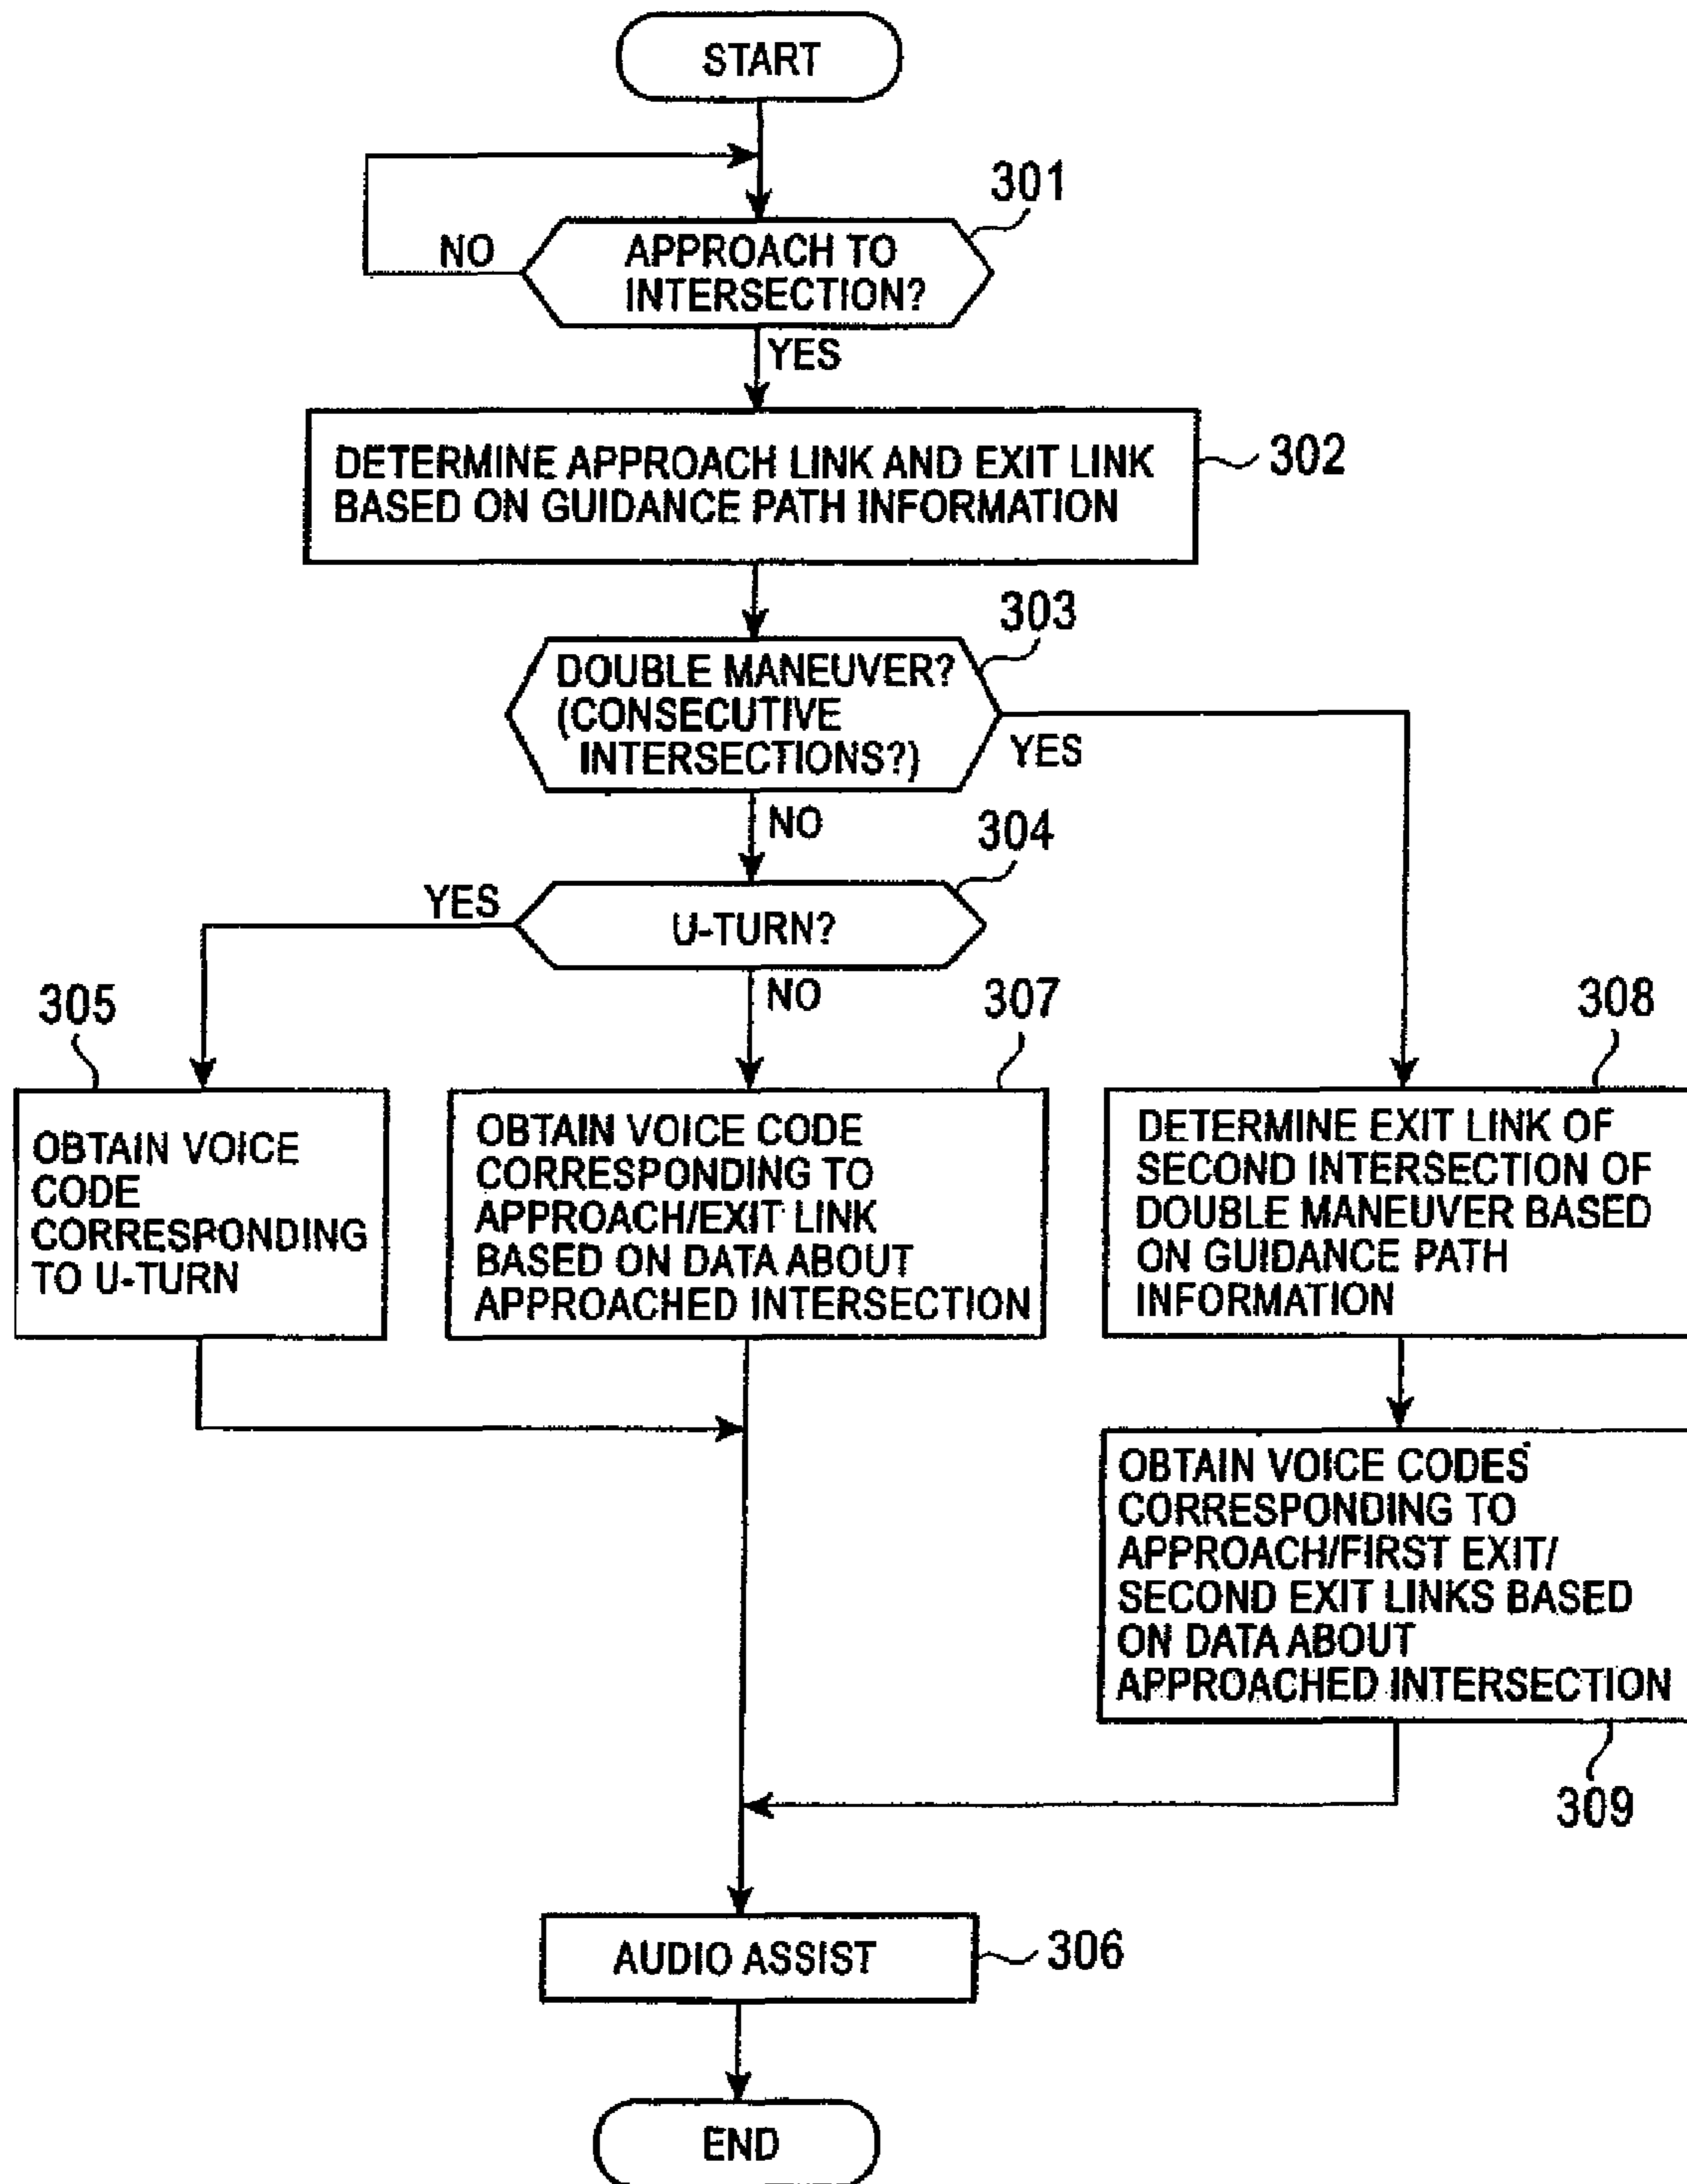 START
301
NO
APPROACH TO
INTERSECTION?
YES
DETERMINE APPROACH LINK AND EXIT LINK
BASED ON GUIDANCE PATH INFORMATION
302
303
DOUBLE MANEUVER?
(CONSECUTIVE
INTERSECTIONS?)
YES
NO
304
YES
U-TURN?
NO
305
307
308
OBTAIN VOICE
CODE
CORRESPONDING
TO U-TURN
OBTAIN VOICE CODE
CORRESPONDING TO
APPROACH/EXIT LINK
BASED ON DATA ABOUT
APPROACHED INTERSECTION
DETERMINE EXIT LINK OF
SECOND INTERSECTION OF
DOUBLE MANEUVER BASED
ON GUIDANCE PATH
INFORMATION
OBTAIN VOICE CODES
CORRESPONDING TO
APPROACH/FIRST EXIT/
SECOND EXIT LINKS BASED
ON DATA ABOUT
APPROACHED INTERSECTION
309
AUDIO ASSIST
306
END